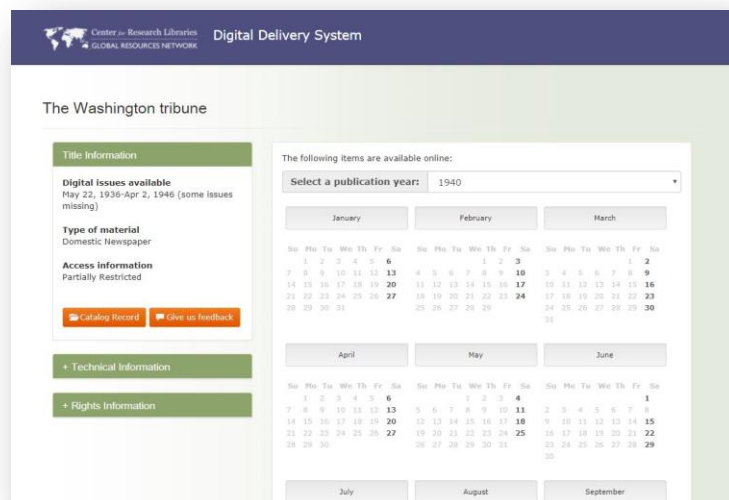 Center for Research Libraries
GLOBAL RESOURCES NETWORK
Digital Delivery System
The Washington tribune
Title Information
Digital issues available
May 22, 1936-Apr 2, 1946 (some issues
missing)
Type of material
Domestic Newspaper
Access information
Partially Restricted
Catalog Record
Give us feedback
+ Technical Information
+ Rights Information
The following items are available online:
Select a publication year: 1940
January February March
Su Mo Tu We Th Fr Sa Su Mo Tu We Th Fr Sa Su Mo Tu We Th Fr Sa
1 2 3 4 5 6 1 2 3 1 2
7 8 9 10 11 12 13 4 5 6 7 8 9 10 3 4 5 6 7 8 9
14 15 16 17 18 19 20 11 12 13 14 15 16 17 10 11 12 13 14 15 16
21 22 23 24 25 26 27 18 19 20 21 22 23 24 17 18 19 20 21 22 23
28 29 30 31 25 26 27 28 29 24 25 26 27 28 29 30
31
April May June
Su Mo Tu We Th Fr Sa Su Mo Tu We Th Fr Sa Su Mo Tu We Th Fr Sa
1 2 3 4 5 6 1 2 3 4 1
7 8 9 10 11 12 13 5 6 7 8 9 10 11 2 3 4 5 6 7 8
14 15 16 17 18 19 20 12 13 14 15 16 17 18 9 10 11 12 13 14 15
21 22 23 24 25 26 27 19 20 21 22 23 24 25 16 17 18 19 20 21 22
28 29 30 26 27 28 29 30 31 23 24 25 26 27 28 29
30
July August September